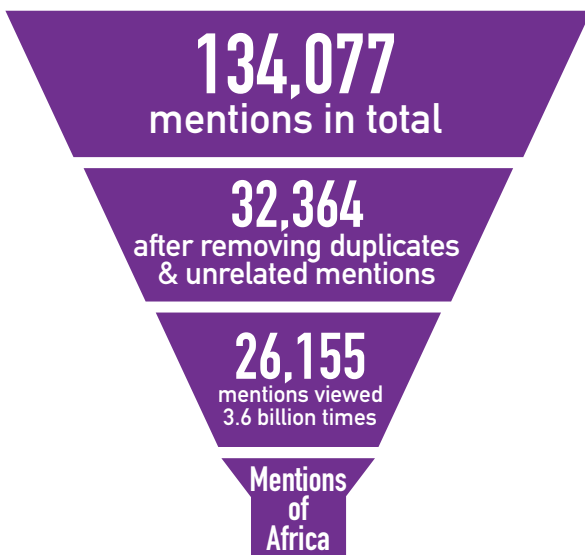 134,077
mentions in total
32,364
after removing duplicates
& unrelated mentions
26,155
mentions viewed
3.6 billion times
Mentions
of
Africa